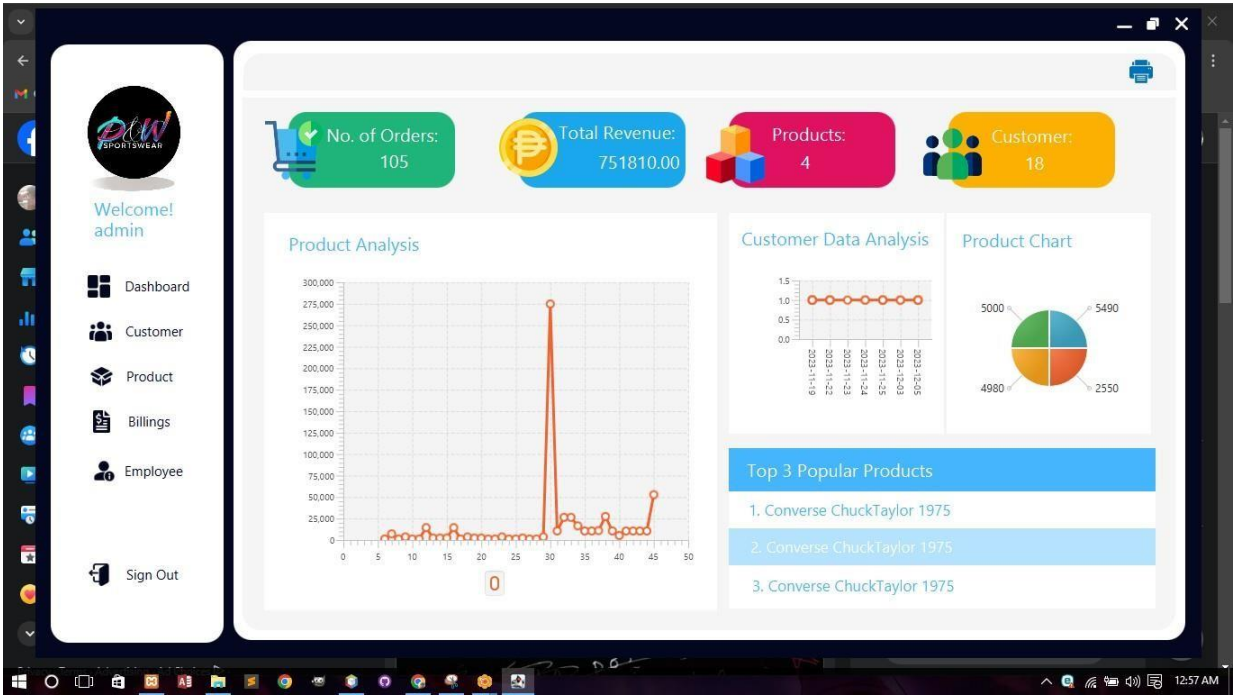 P&W
SPORTSWEAR
Welcome!
admin
Dashboard
Customer
Product
Billings
Employee
Sign Out
No. of Orders:
105
Total Revenue:
751810.00
Products:
4
Customer:
18
Product Analysis
300,000
275,000
250,000
225,000
200,000
175,000
150,000
125,000
100,000
75,000
50,000
25,000
0
0 5 10 15 20 25 30 35 40 45 50
0
Customer Data Analysis
1.5
1.0
0.5
0.0
2023-11-19
2023-11-22
2023-11-23
2023-11-24
2023-11-25
2023-12-03
2023-12-05
Product Chart
5000
5490
4980
2550
Top 3 Popular Products
1. Converse ChuckTaylor 1975
2. Converse ChuckTaylor 1975
3. Converse ChuckTaylor 1975
12:57 AM